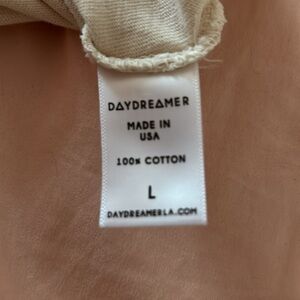 DAYDREAMER
MADE IN
USA
100% COTTON
L
DAYDREAMERLA.COM